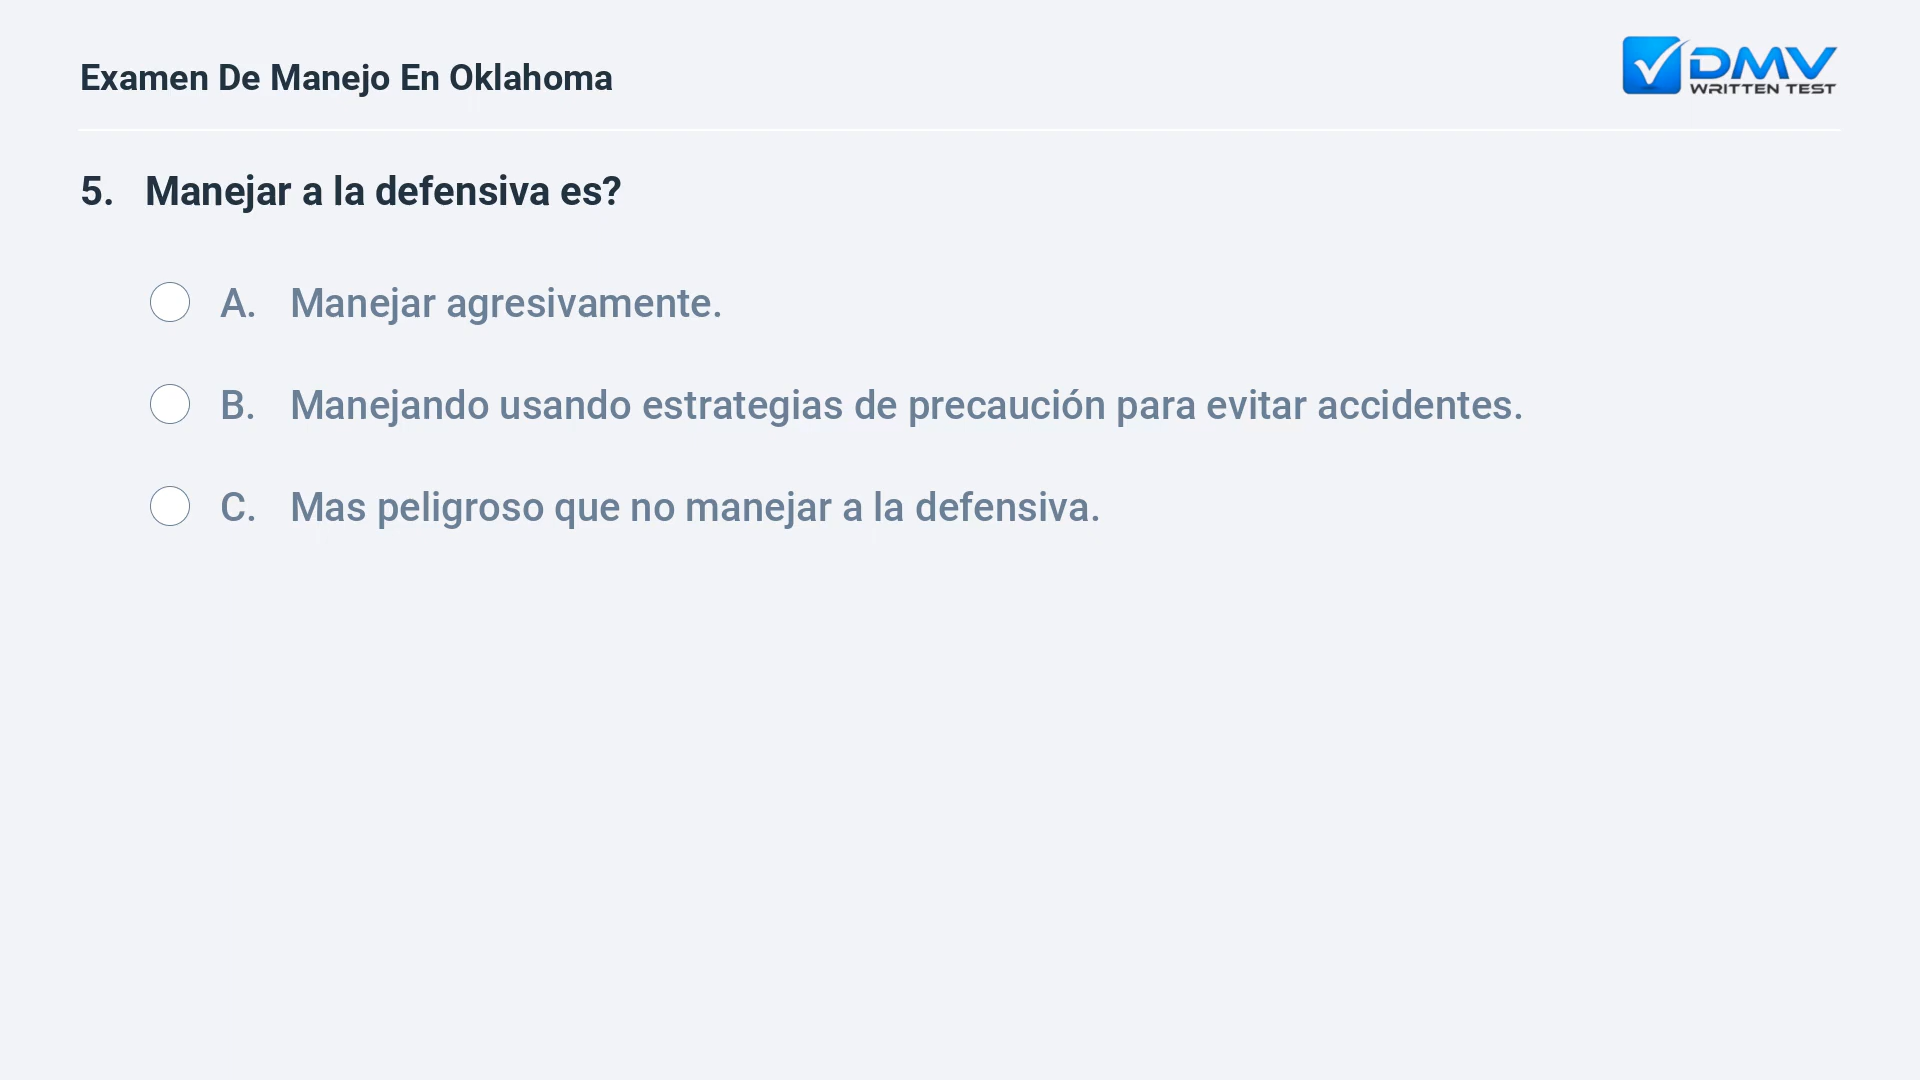 Examen De Manejo En Oklahoma
DMV
WRITTEN TEST
5. Manejar a la defensiva es?
A. Manejar agresivamente.
B. Manejando usando estrategias de precaución para evitar accidentes.
C. Mas peligroso que no manejar a la defensiva.